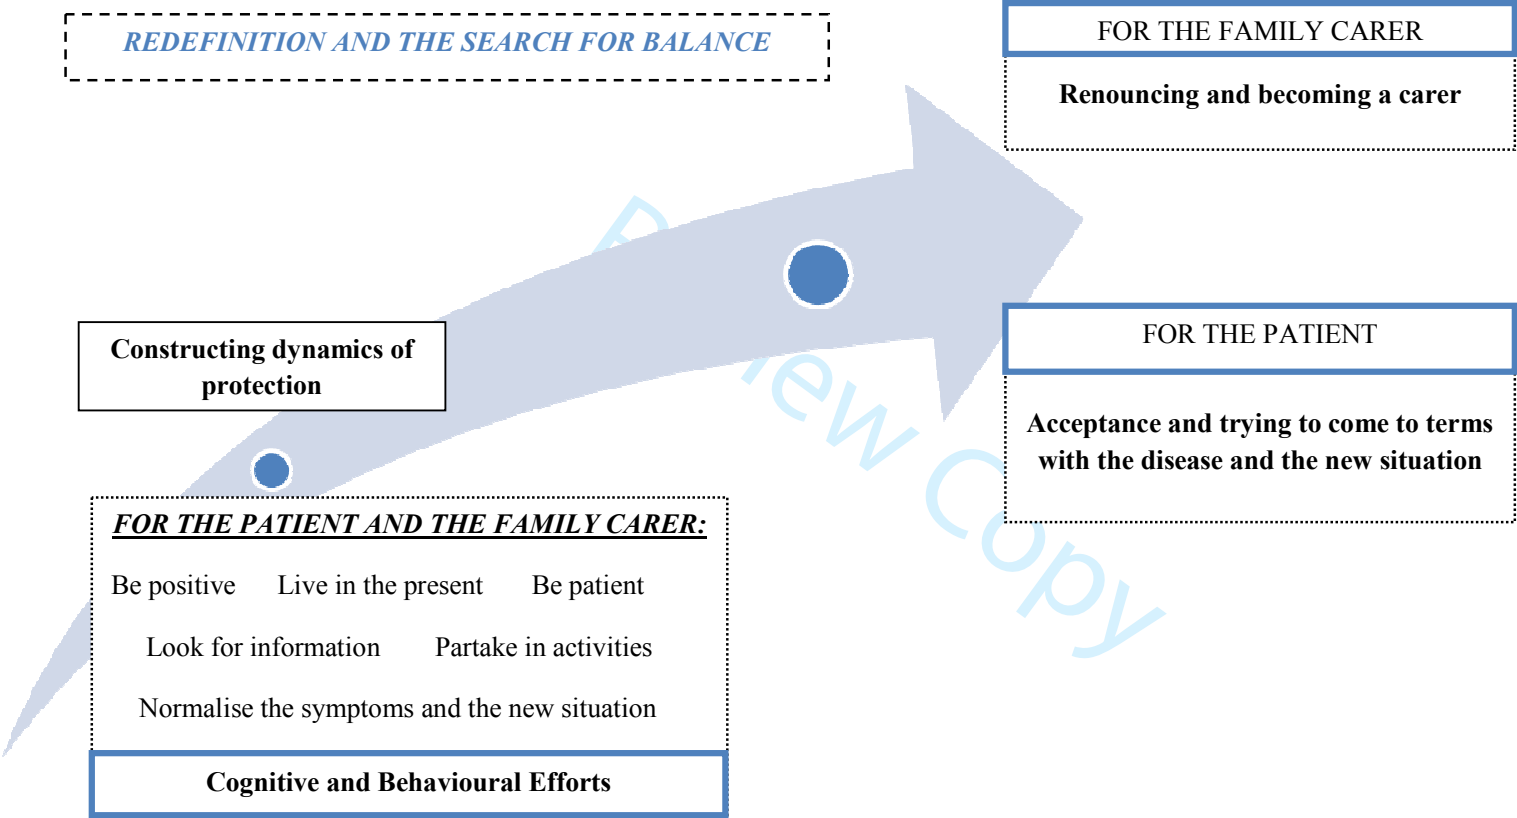 REDEFINITION AND THE SEARCH FOR BALANCE
FOR THE FAMILY CARER
Renouncing and becoming a carer
Constructing dynamics of
protection
FOR THE PATIENT
Acceptance and trying to come to terms
with the disease and the new situation
FOR THE PATIENT AND THE FAMILY CARER:
Be positive Live in the present Be patient
Look for information Partake in activities
Normalise the symptoms and the new situation
Cognitive and Behavioural Efforts
Copy